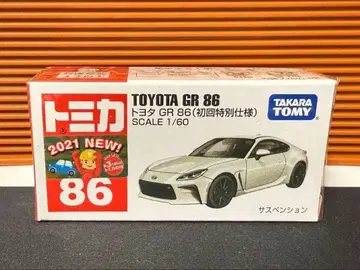 トミカ
2021 NEW!
86
TOYOTA GR 86
トヨタ GR 86(初回特別仕様)
SCALE 1/60
TAKARA TOMY
サスペンション